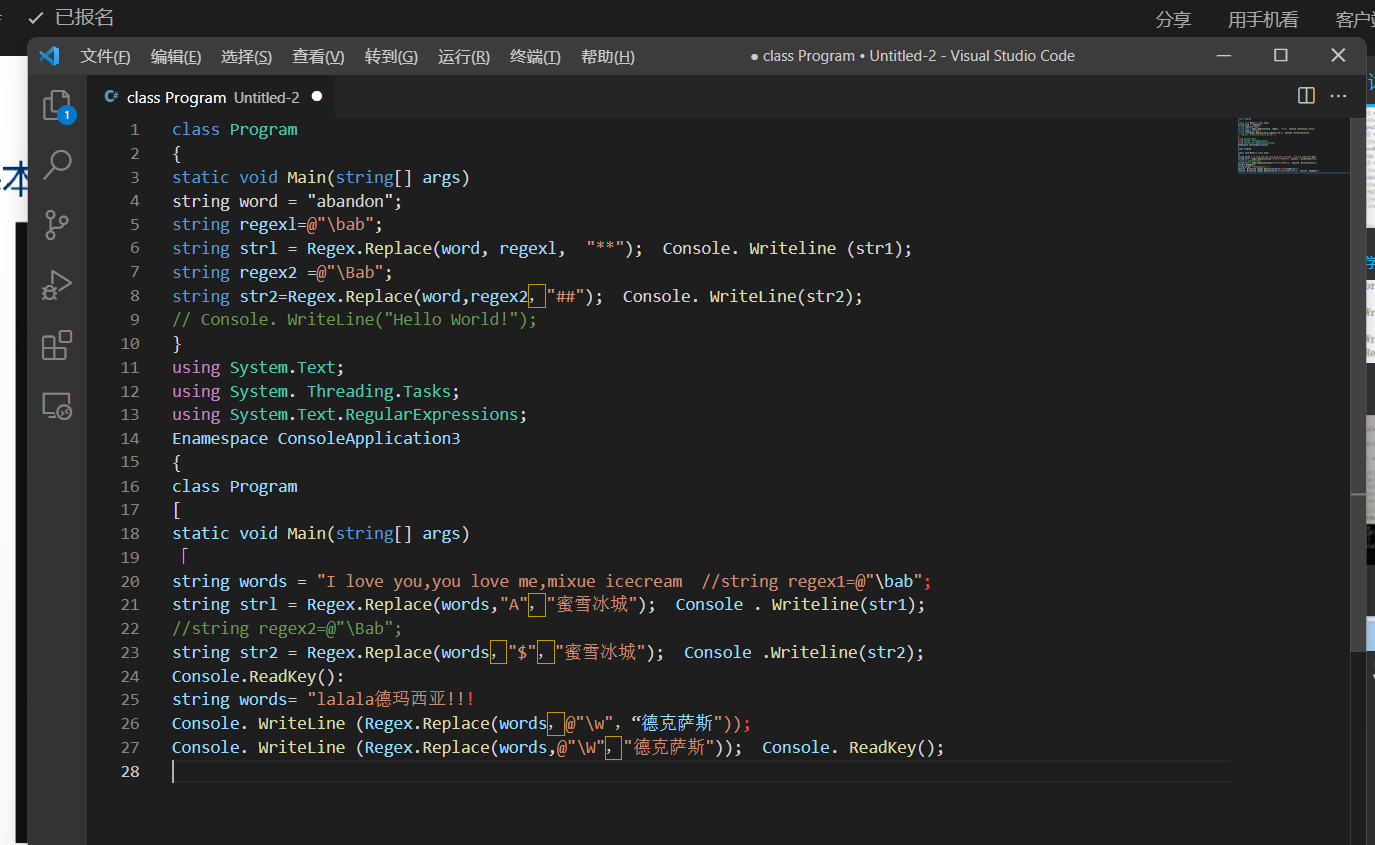 已报名
分享 用手机看 客户
文件(F) 编辑(E) 选择(S) 查看(V) 转到(G) 运行(R) 终端(T) 帮助(H) ● class Program • Untitled-2 - Visual Studio Code
class Program Untitled-2 ●
1
1 class Program
2 {
3 static void Main(string[] args)
4 string word = "abandon";
5 string regexl=@"\bab";
6 string strl = Regex.Replace(word, regexl,  "**");  Console. Writeline (str1);
7 string regex2 =@"\Bab";
8 string str2=Regex.Replace(word,regex2，"##");  Console. WriteLine(str2);
9 // Console. WriteLine("Hello World!");
10 }
11 using System.Text;
12 using System. Threading.Tasks;
13 using System.Text.RegularExpressions;
14 Enamespace ConsoleApplication3
15 {
16 class Program
17 [
18 static void Main(string[] args)
19 「
20 string words = "I love you,you love me,mixue icecream  //string regex1=@"\bab";
21 string strl = Regex.Replace(words,"A"，"蜜雪冰城");  Console . Writeline(str1);
22 //string regex2=@"\Bab";
23 string str2 = Regex.Replace(words，"$"，"蜜雪冰城");  Console .Writeline(str2);
24 Console.ReadKey():
25 string words= "lalala德玛西亚!!!
26 Console. WriteLine (Regex.Replace(words，@"\w"，“德克萨斯"));
27 Console. WriteLine (Regex.Replace(words,@"\W"，"德克萨斯"));  Console. ReadKey();
28